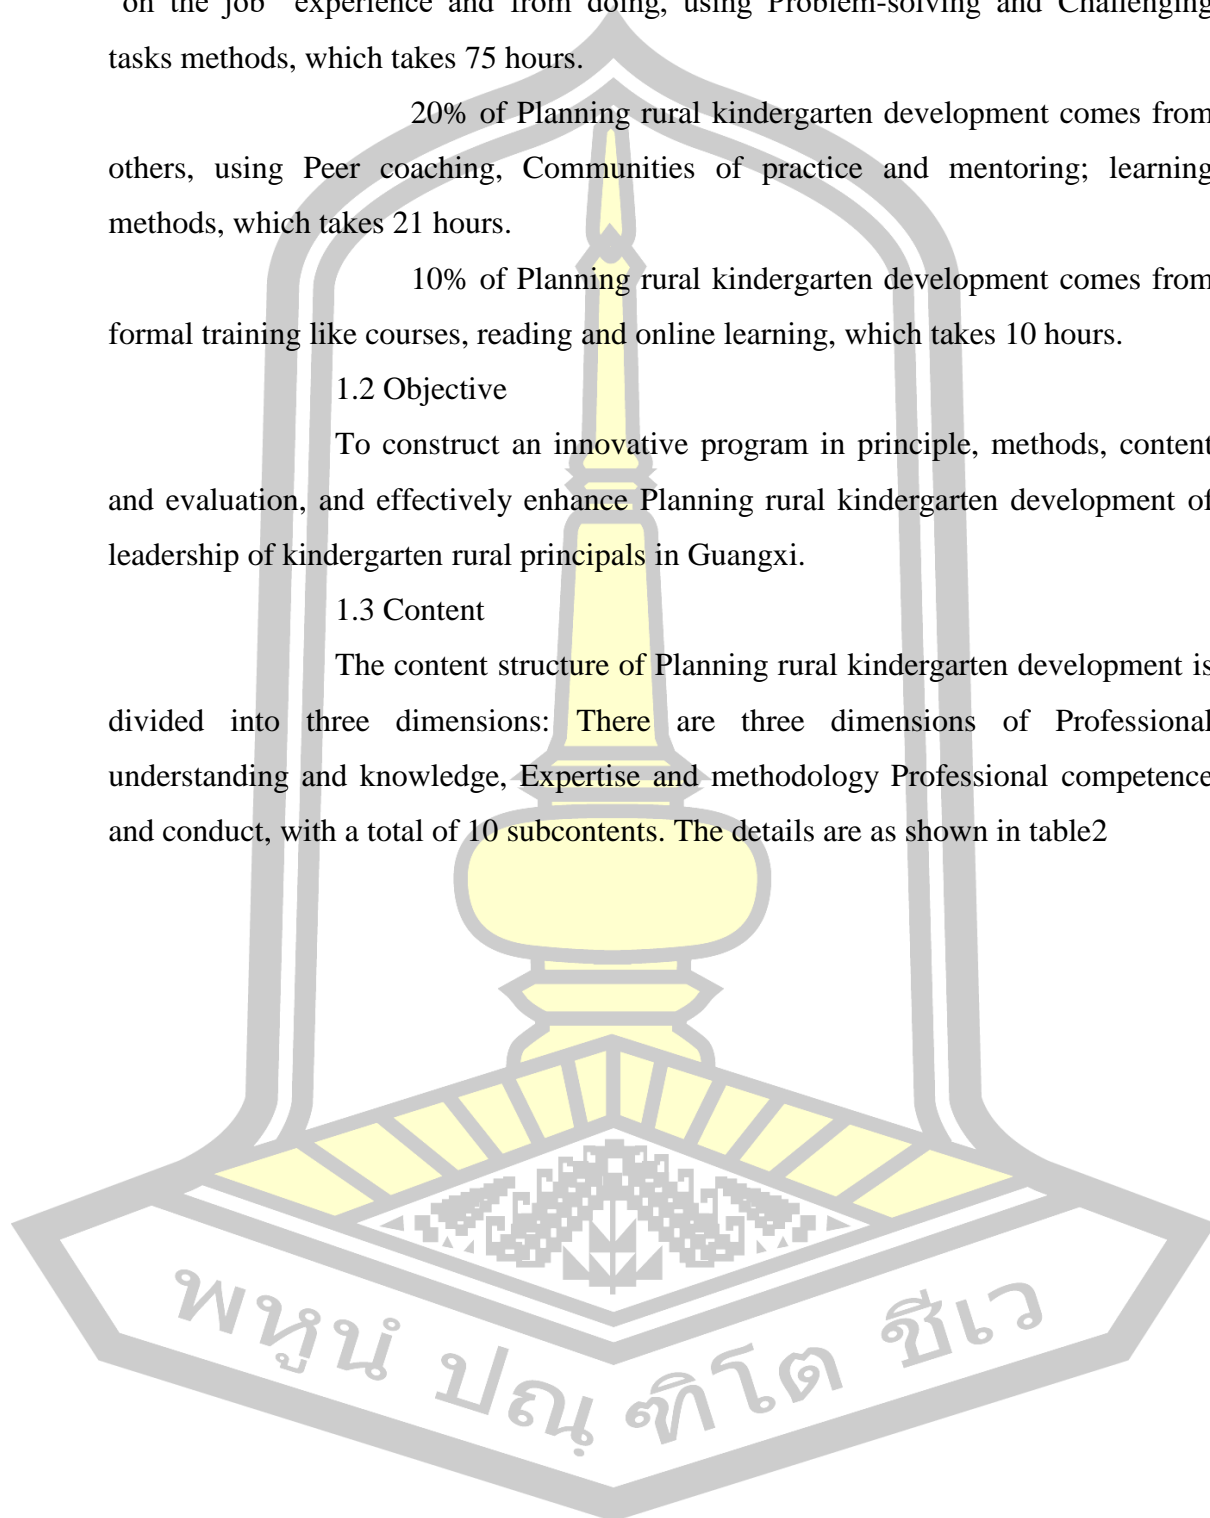 "on the job" experience and from doing, using Problem-solving and Challenging
tasks methods, which takes 75 hours.
20% of Planning rural kindergarten development comes from
others, using Peer coaching, Communities of practice and mentoring; learning
methods, which takes 21 hours.
10% of Planning rural kindergarten development comes from
formal training like courses, reading and online learning, which takes 10 hours.
1.2 Objective
To construct an innovative program in principle, methods, content
and evaluation, and effectively enhance Planning rural kindergarten development of
leadership of kindergarten rural principals in Guangxi.
1.3 Content
The content structure of Planning rural kindergarten development is
divided into three dimensions: There are three dimensions of Professional
understanding and knowledge, Expertise and methodology Professional competence
and conduct, with a total of 10 subcontents. The details are as shown in table2
พหูนํ ปณฺฑิโต ชีเว